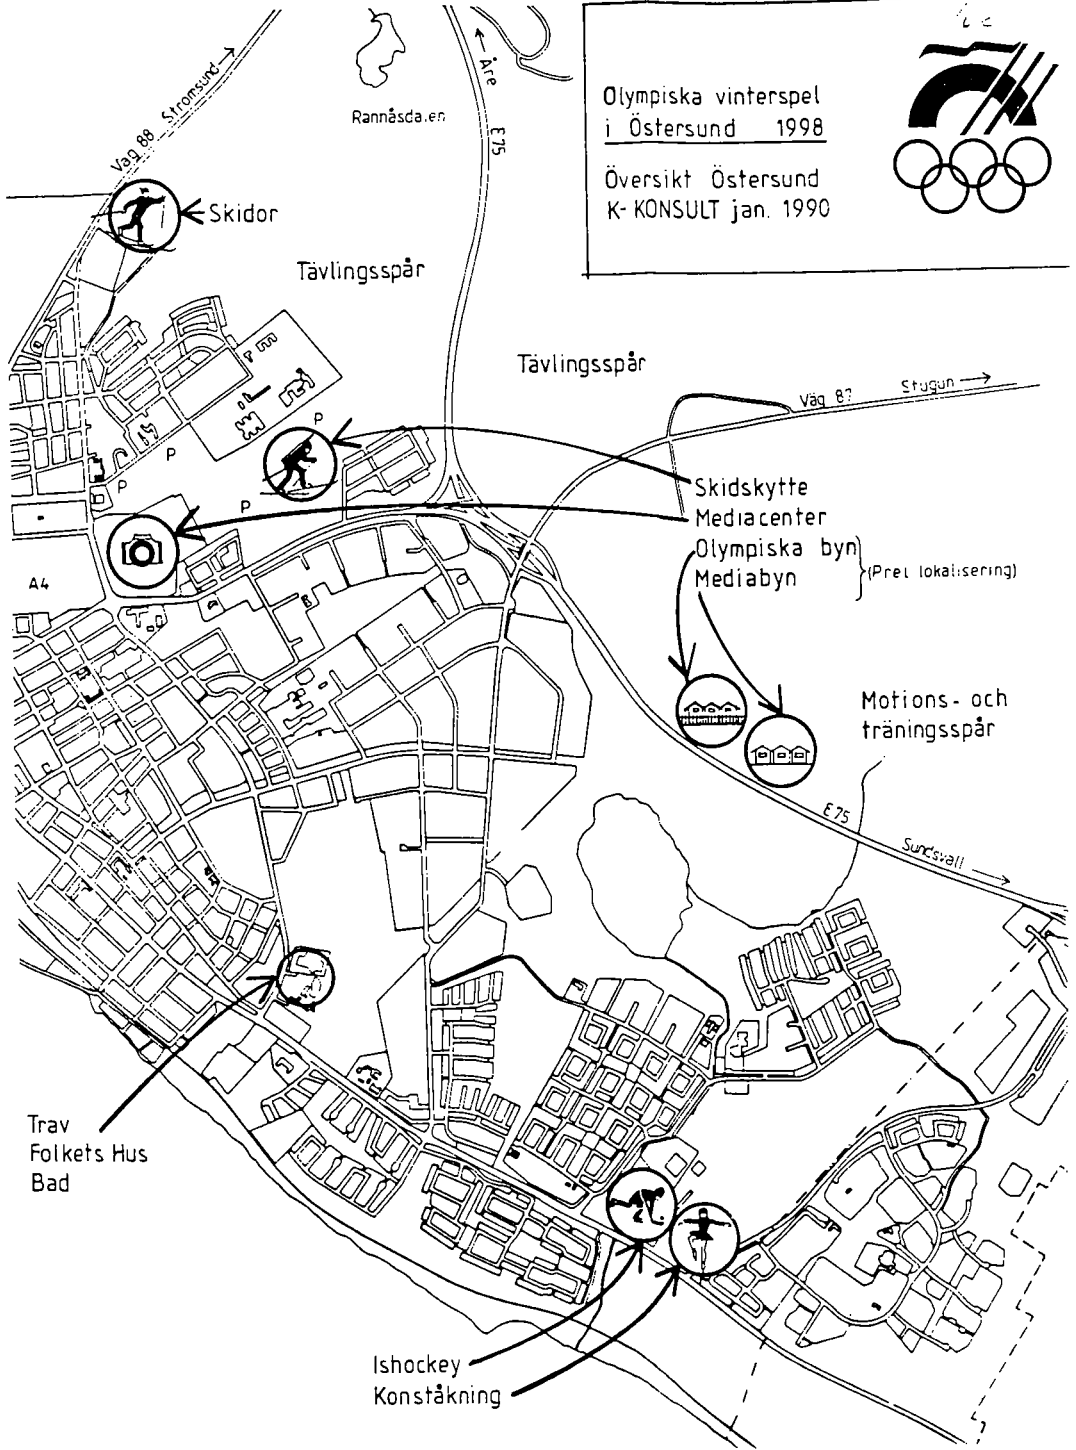 Olympiska vinterspel
i Östersund 1998
Översikt Östersund
K-KONSULT jan. 1990
Åre
E75
Rannåsdalen
Väg 88 Strömsund
Skidor
Tävlingsspår
Tävlingsspår
Väg 87 Stugun
P
P
P
P
Skidskytte
Mediacenter
Olympiska byn
Mediabyn
(Prel lokalisering)
A4
Motions- och
träningsspår
E75
Sundsvall
Trav
Folkets Hus
Bad
Ishockey
Konståkning